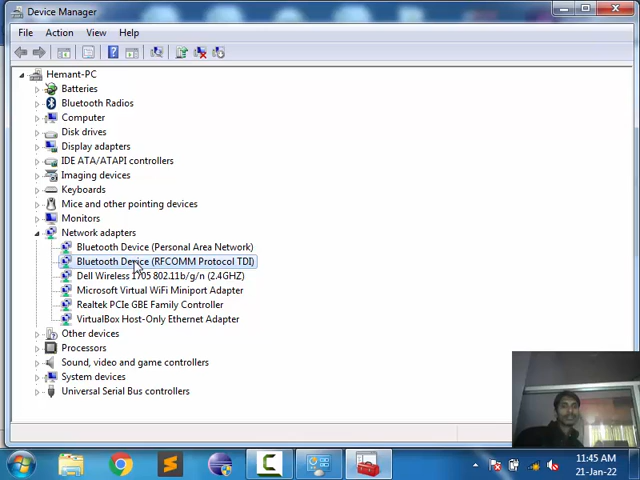 Device Manager
File Action View Help
Hemant-PC
Batteries
Bluetooth Radios
Computer
Disk drives
Display adapters
IDE ATA/ATAPI controllers
Imaging devices
Keyboards
Mice and other pointing devices
Monitors
Network adapters
Bluetooth Device (Personal Area Network)
Bluetooth Device (RFCOMM Protocol TDI)
Dell Wireless 1705 802.11b/g/n (2.4GHZ)
Microsoft Virtual WiFi Miniport Adapter
Realtek PCIe GBE Family Controller
VirtualBox Host-Only Ethernet Adapter
Other devices
Processors
Sound, video and game controllers
System devices
Universal Serial Bus controllers
11:45 AM
21-Jan-22